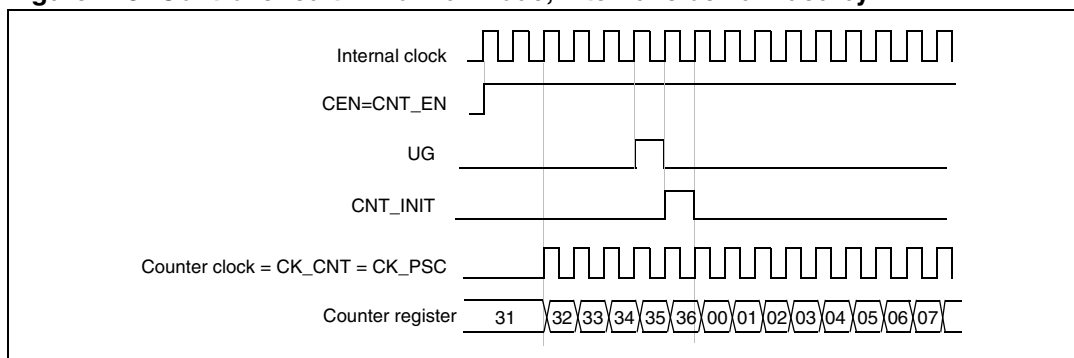 Internal clock
CEN=CNT_EN
UG
CNT_INIT
Counter clock = CK_CNT = CK_PSC
Counter register 31 32 33 34 35 36 00 01 02 03 04 05 06 07